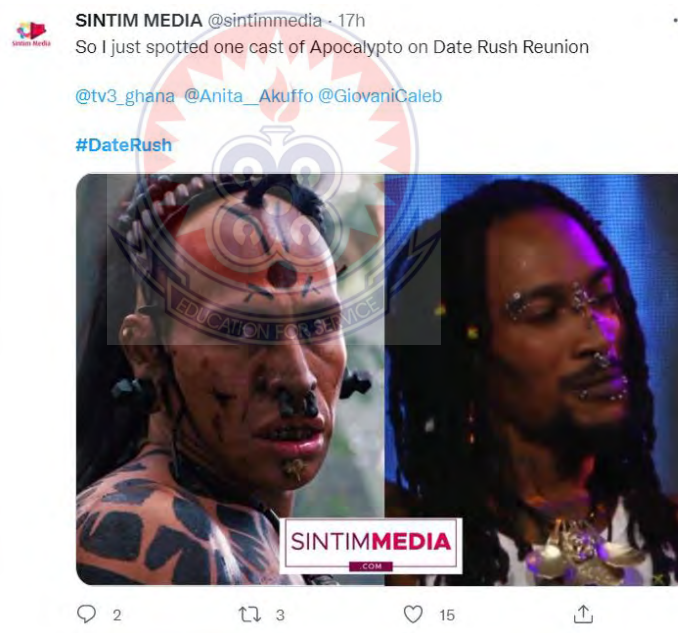 SINTIM MEDIA @sintimmedia · 17h
Sintim Media
So I just spotted one cast of Apocalypto on Date Rush Reunion
@tv3_ghana @Anita__Akuffo @GiovaniCaleb
#DateRush
EDUCATION FOR SERVICE
SINTIMMEDIA
.COM
2
3
15